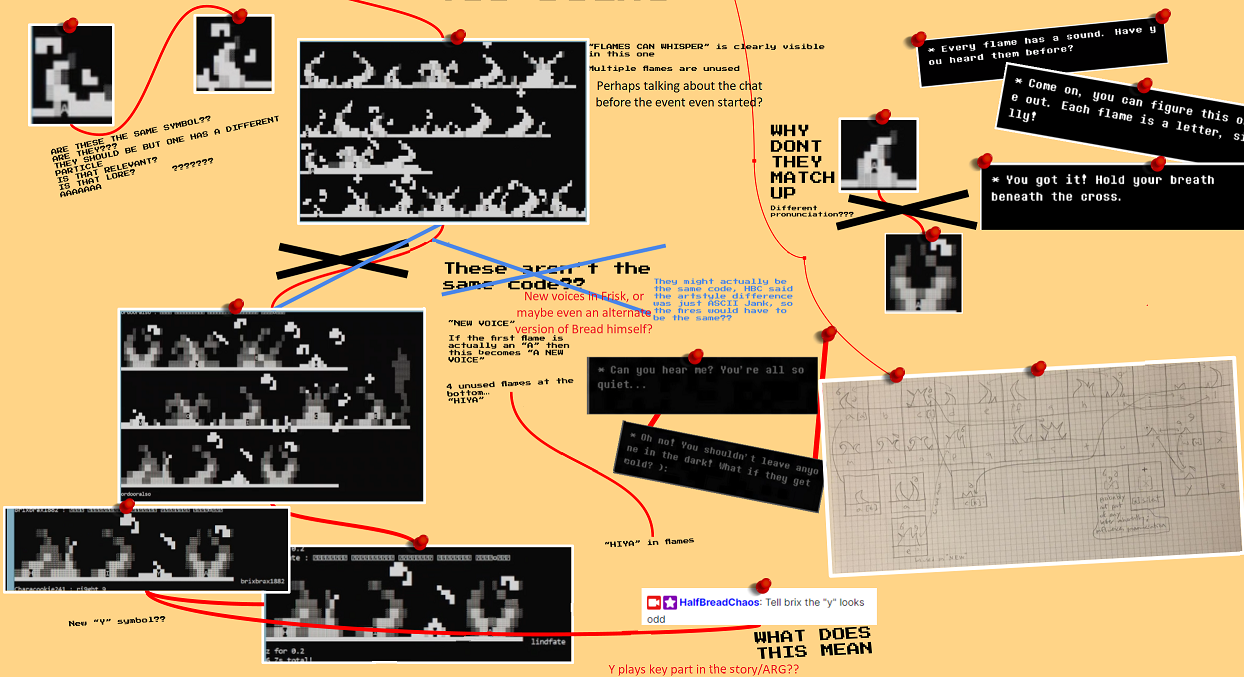 ARE THESE THE SAME SYMBOL??
ARE THEY???
THEY SHOULD BE BUT ONE HAS A DIFFERENT
PARTICLE
IS THAT RELEVANT? ???????
IS THAT LORE?
AAAAAAA
"FLAMES CAN WHISPER" is clearly visible
in this one
Multiple flames are unused
Perhaps talking about the chat
before the event even started?
* Every flame has a sound. Have y
ou heard them before?
* Come on, you can figure this o
e out. Each flame is a letter, si
lly!
* You got it! Hold your breath
beneath the cross.
WHY
DONT
THEY
MATCH
UP
Different
pronunciation???
These aren't the
same code??
New voices in Frisk, or
maybe even an alternate
version of Bread himself?
They might actually be
the same code, HBC said
the artstyle difference
was just ASCII Jank, so
the fires would have to
be the same??
"NEW VOICE"
If the first flame is
actually an "A" then
this becomes "A NEW
VOICE"
4 unused flames at the
bottom…
"HIYA"
* Can you hear me? You're all so
quiet...
* Oh no! You shouldn't leave anyo
ne in the dark! What if they get
cold? );
"HIYA" in flames
ordooralso
brixbrax1882
Characookie241 : right 9
New "Y" symbol??
lindfate
z for 0.2
HalfBreadChaos: Tell brix the "y" looks
odd
WHAT DOES
THIS MEAN
Y plays key part in the story/ARG??